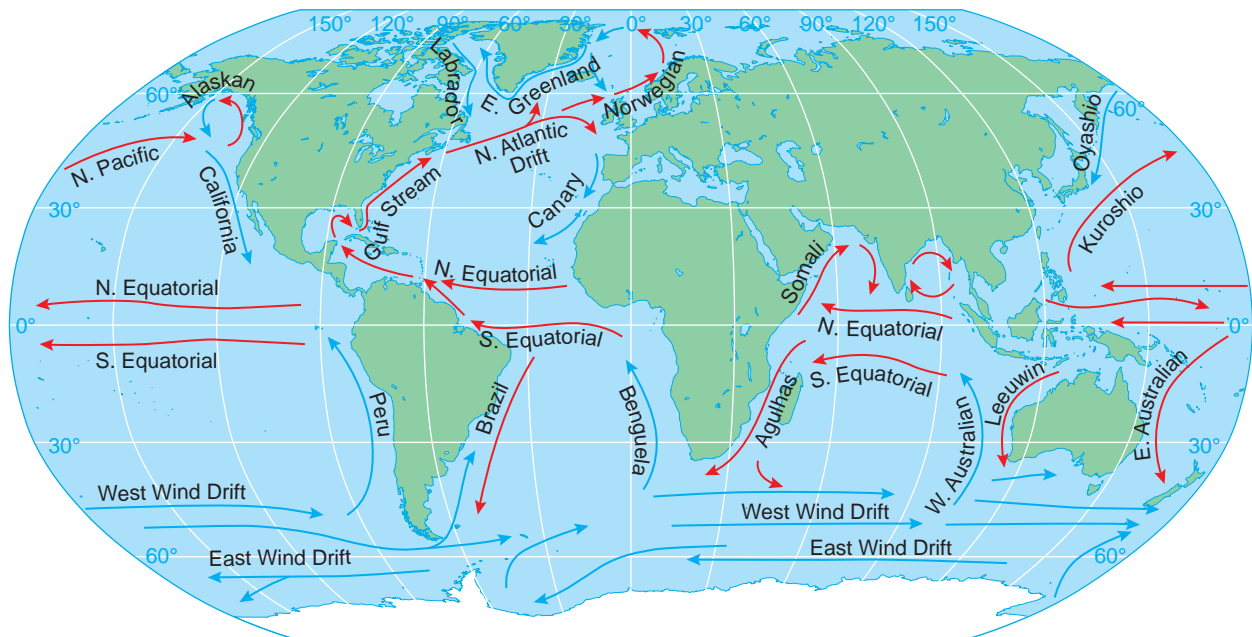 150° 120° 90° 60° 30° 0° 30° 60° 90° 120° 150°
Alaskan
Labrador
E. Greenland
Norwegian
60°
60°
Oyashio
N. Pacific
N. Atlantic
Drift
California
Gulf Stream
Canary
Kuroshio
30°
30°
Somali
N. Equatorial
N. Equatorial
0°
0°
S. Equatorial
S. Equatorial
N. Equatorial
S. Equatorial
Peru
Brazil
Benguela
Agulhas
W. Australian
Leeuwin
E. Australian
30°
30°
West Wind Drift
West Wind Drift
60°
East Wind Drift
East Wind Drift
60°